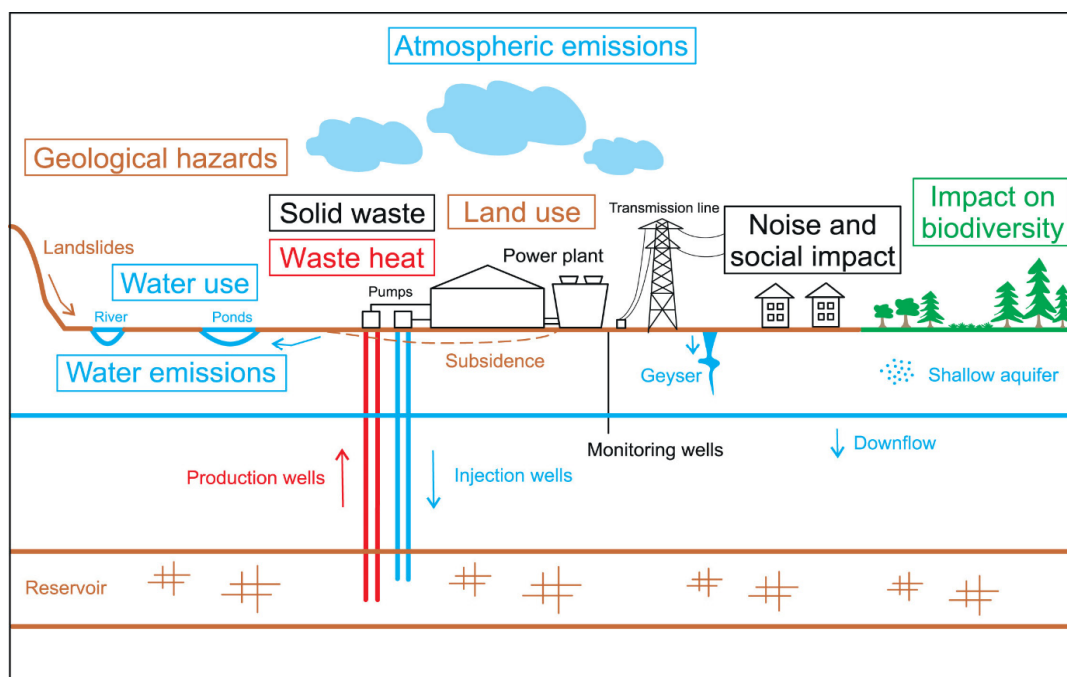 Atmospheric emissions
Geological hazards
Solid waste
Land use
Transmission line
Impact on
biodiversity
Noise and
social impact
Landslides
Waste heat
Power plant
Water use
Pumps
River
Ponds
Subsidence
Water emissions
Geyser
Shallow aquifer
Monitoring wells
Downflow
Production wells
Injection wells
Reservoir